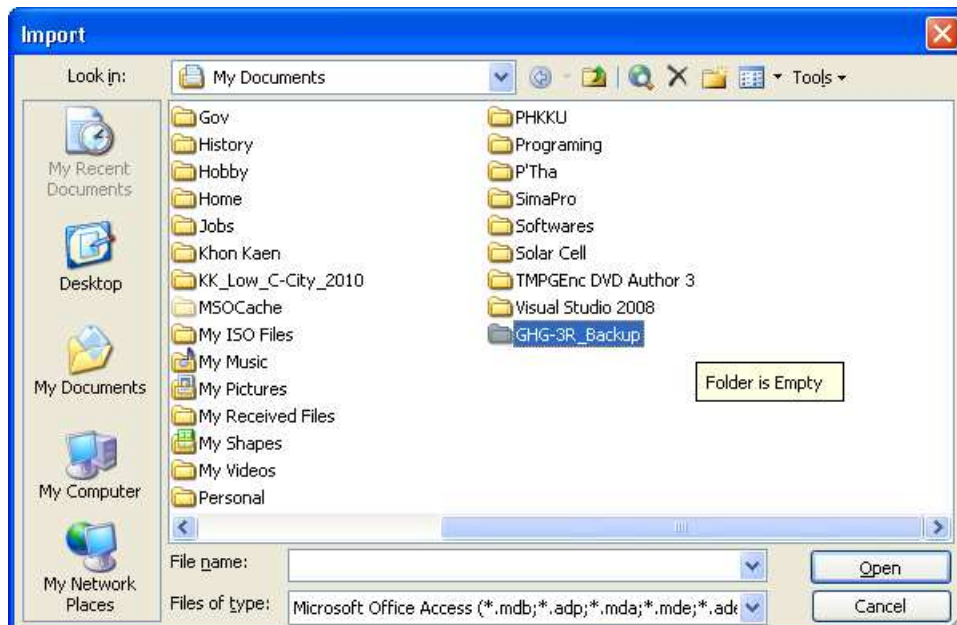 Import
Look in:
My Documents
Tools
My Recent
Documents
Desktop
My Documents
My Computer
My Network
Places
Gov
History
Hobby
Home
Jobs
Khon Kaen
KK_Low_C-City_2010
MSOCache
My ISO Files
My Music
My Pictures
My Received Files
My Shapes
My Videos
Personal
PHKKU
Programing
P'Tha
SimaPro
Softwares
Solar Cell
TMPGEnc DVD Author 3
Visual Studio 2008
GHG-3R_Backup
Folder is Empty
File name:
Open
Files of type:
Microsoft Office Access (*.mdb;*.adp;*.mda;*.mde;*.ade
Cancel